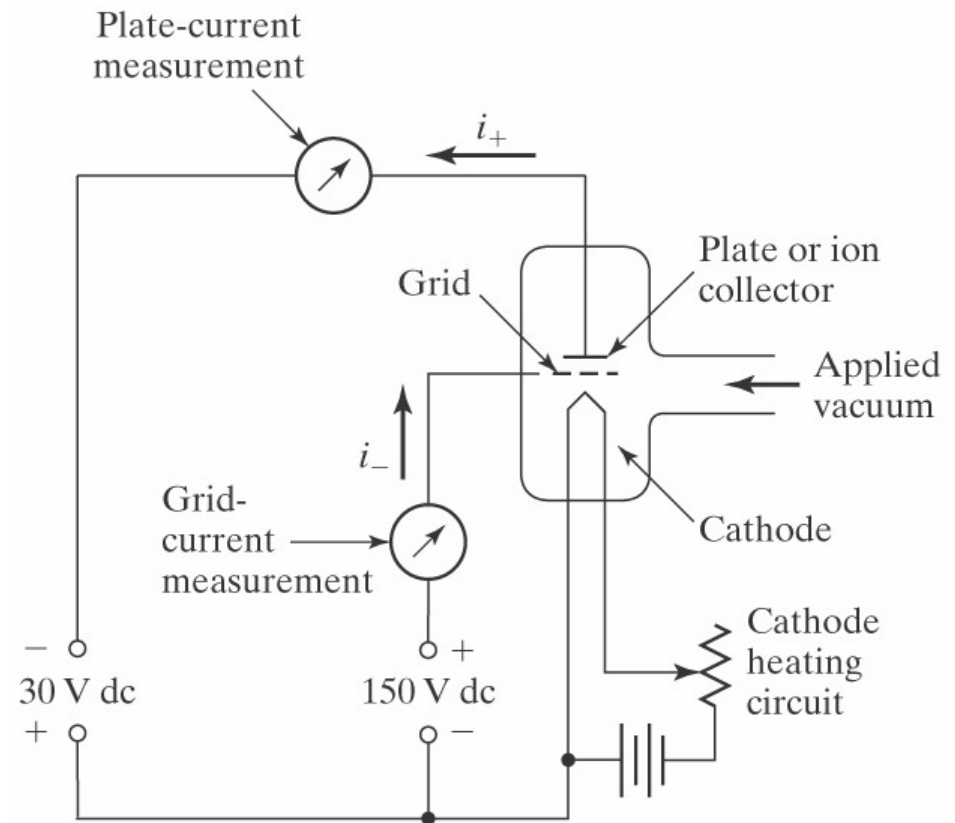 Plate-current
measurement
i+
Plate or ion
collector
Grid
Applied
vacuum
i−
Grid-
current
measurement
Cathode
Cathode
heating
circuit
−
30 V dc
+
+
150 V dc
−